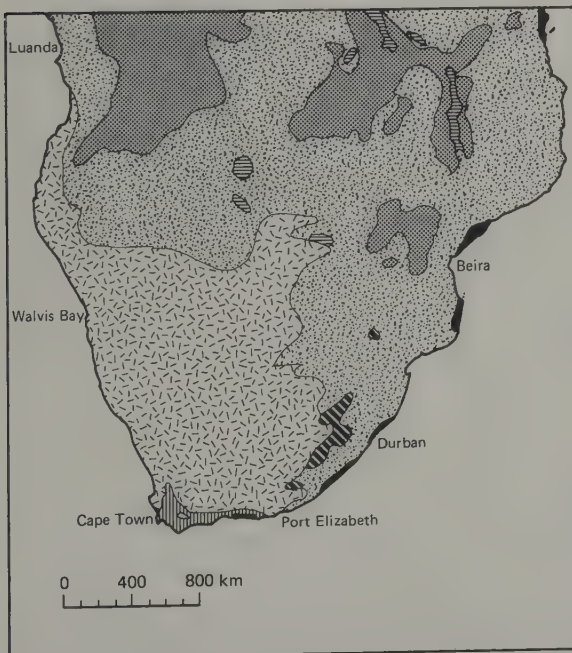 Luanda
Beira
Walvis Bay
Durban
Cape Town
Port Elizabeth
0 400 800 km